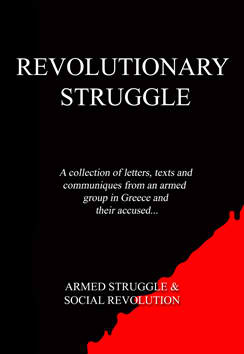 REVOLUTIONARY
STRUGGLE
A collection of letters, texts and
communiques from an armed
group in Greece and
their accused...
ARMED STRUGGLE &
SOCIAL REVOLUTION